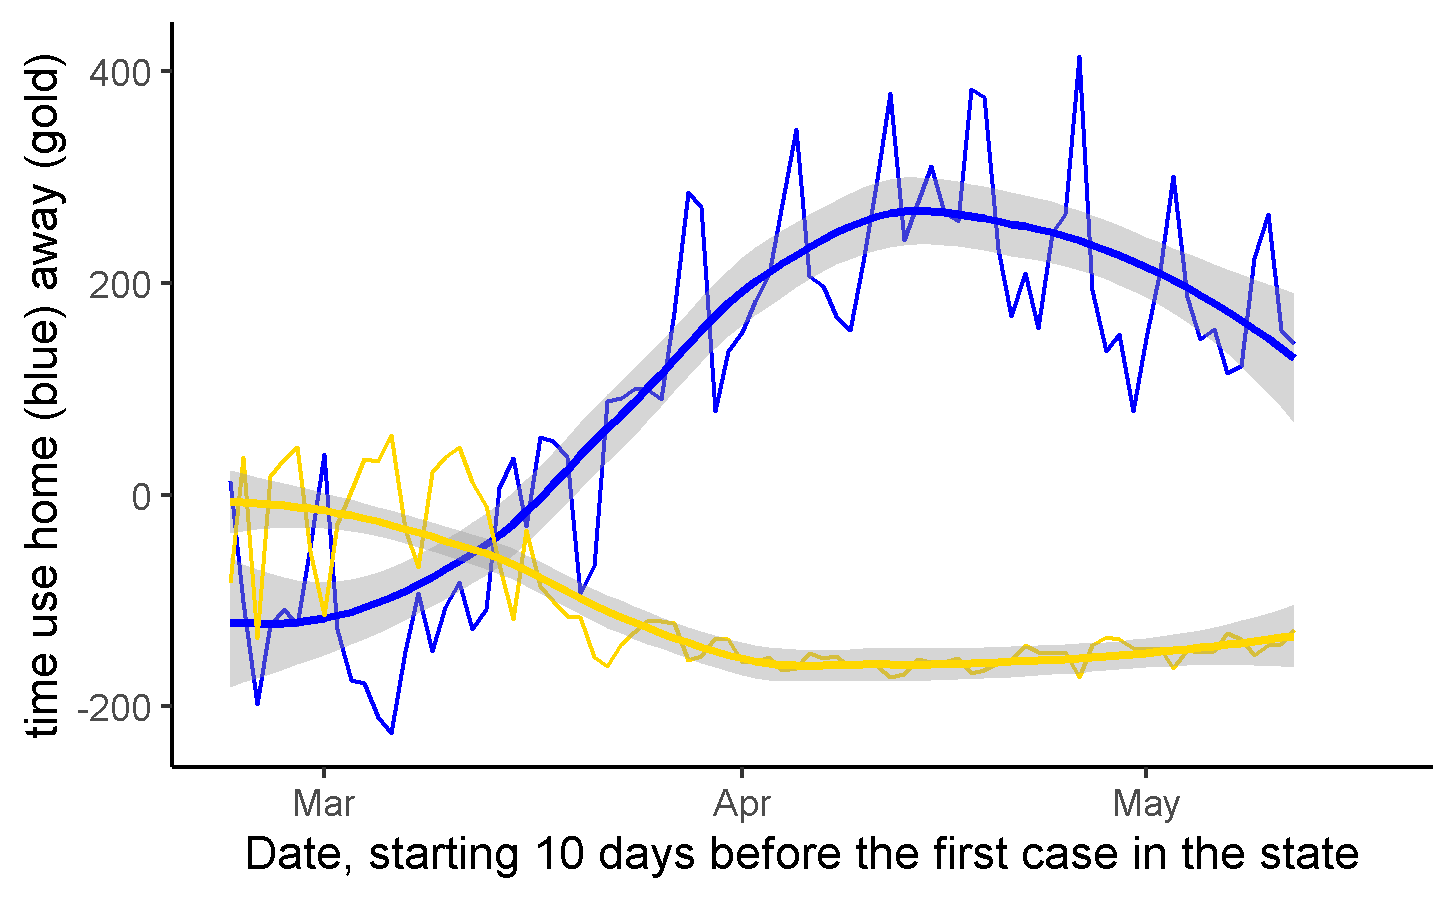 time use home (blue) away (gold)
400
200
0
-200
Mar Apr May
Date, starting 10 days before the first case in the state